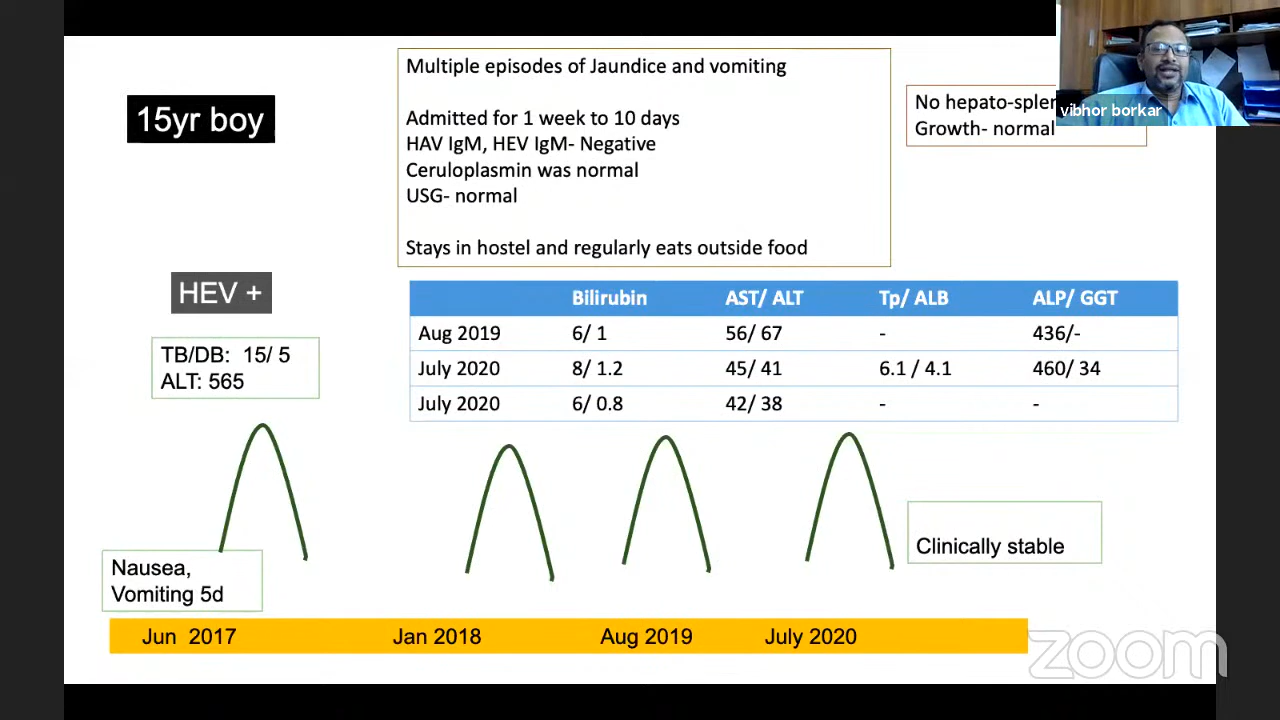 15yr boy
Multiple episodes of Jaundice and vomiting
Admitted for 1 week to 10 days
HAV IgM, HEV IgM- Negative
Ceruloplasmin was normal
USG- normal
Stays in hostel and regularly eats outside food
No hepato-splen
Growth- normal
vibhor borkar
HEV +
TB/DB: 15/ 5
ALT: 565
Bilirubin AST/ ALT Tp/ ALB ALP/ GGT
Aug 2019 6/ 1 56/ 67 - 436/-
July 2020 8/ 1.2 45/ 41 6.1 / 4.1 460/ 34
July 2020 6/ 0.8 42/ 38 - -
Clinically stable
Nausea,
Vomiting 5d
Jun 2017 Jan 2018 Aug 2019 July 2020
zoom